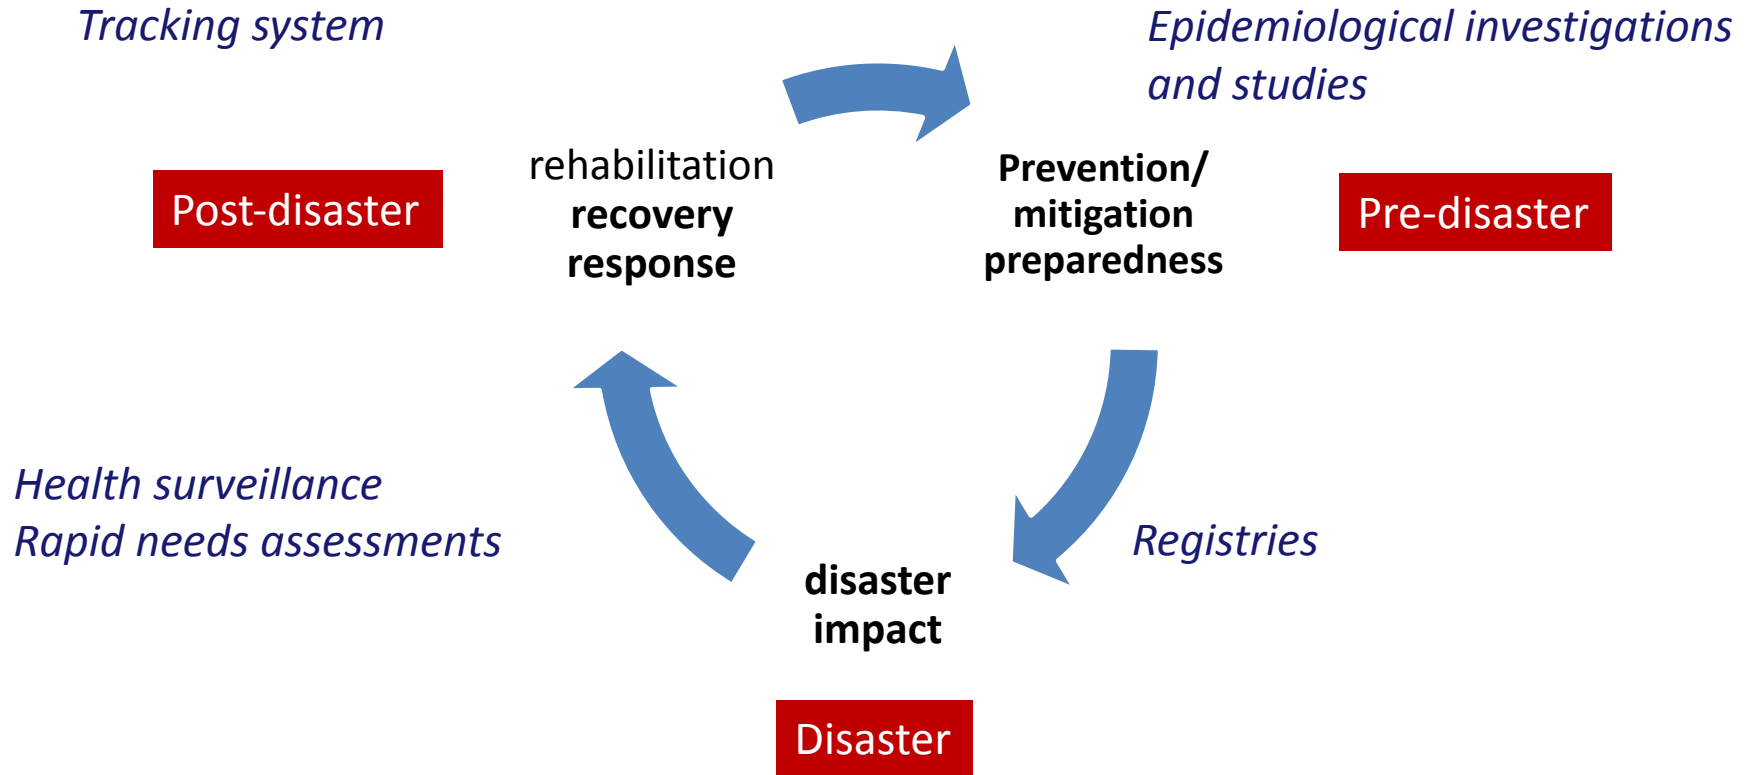 Tracking system
Epidemiological investigations
and studies
rehabilitation
recovery
response
Post-disaster
Prevention/
mitigation
preparedness
Pre-disaster
Health surveillance
Rapid needs assessments
Registries
disaster
impact
Disaster